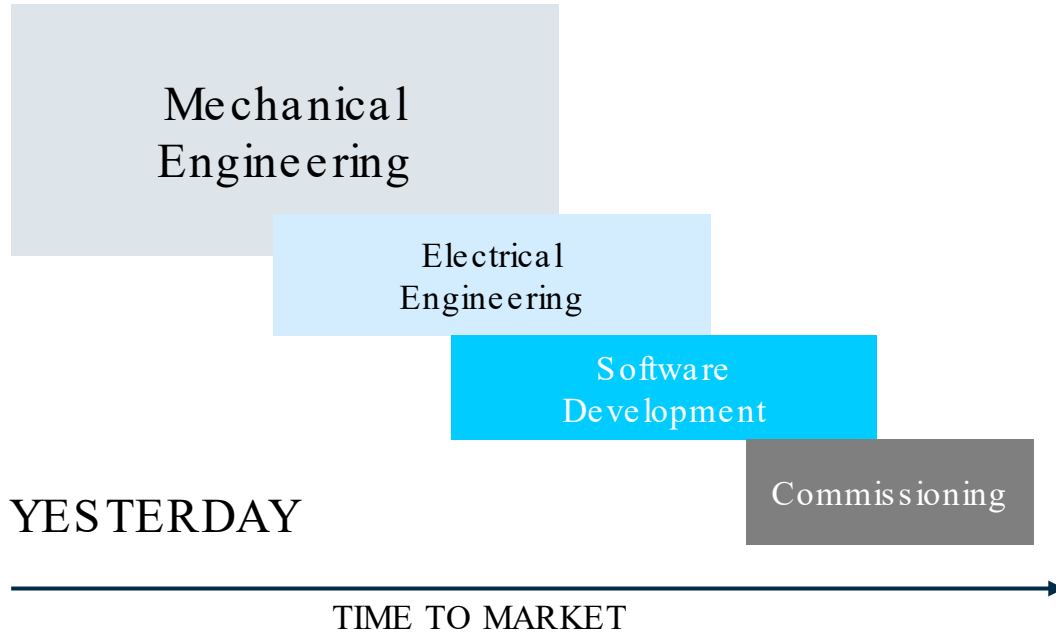 Mechanical
Engineering
Electrical
Engineering
Software
Development
Commissioning
YESTERDAY
TIME TO MARKET